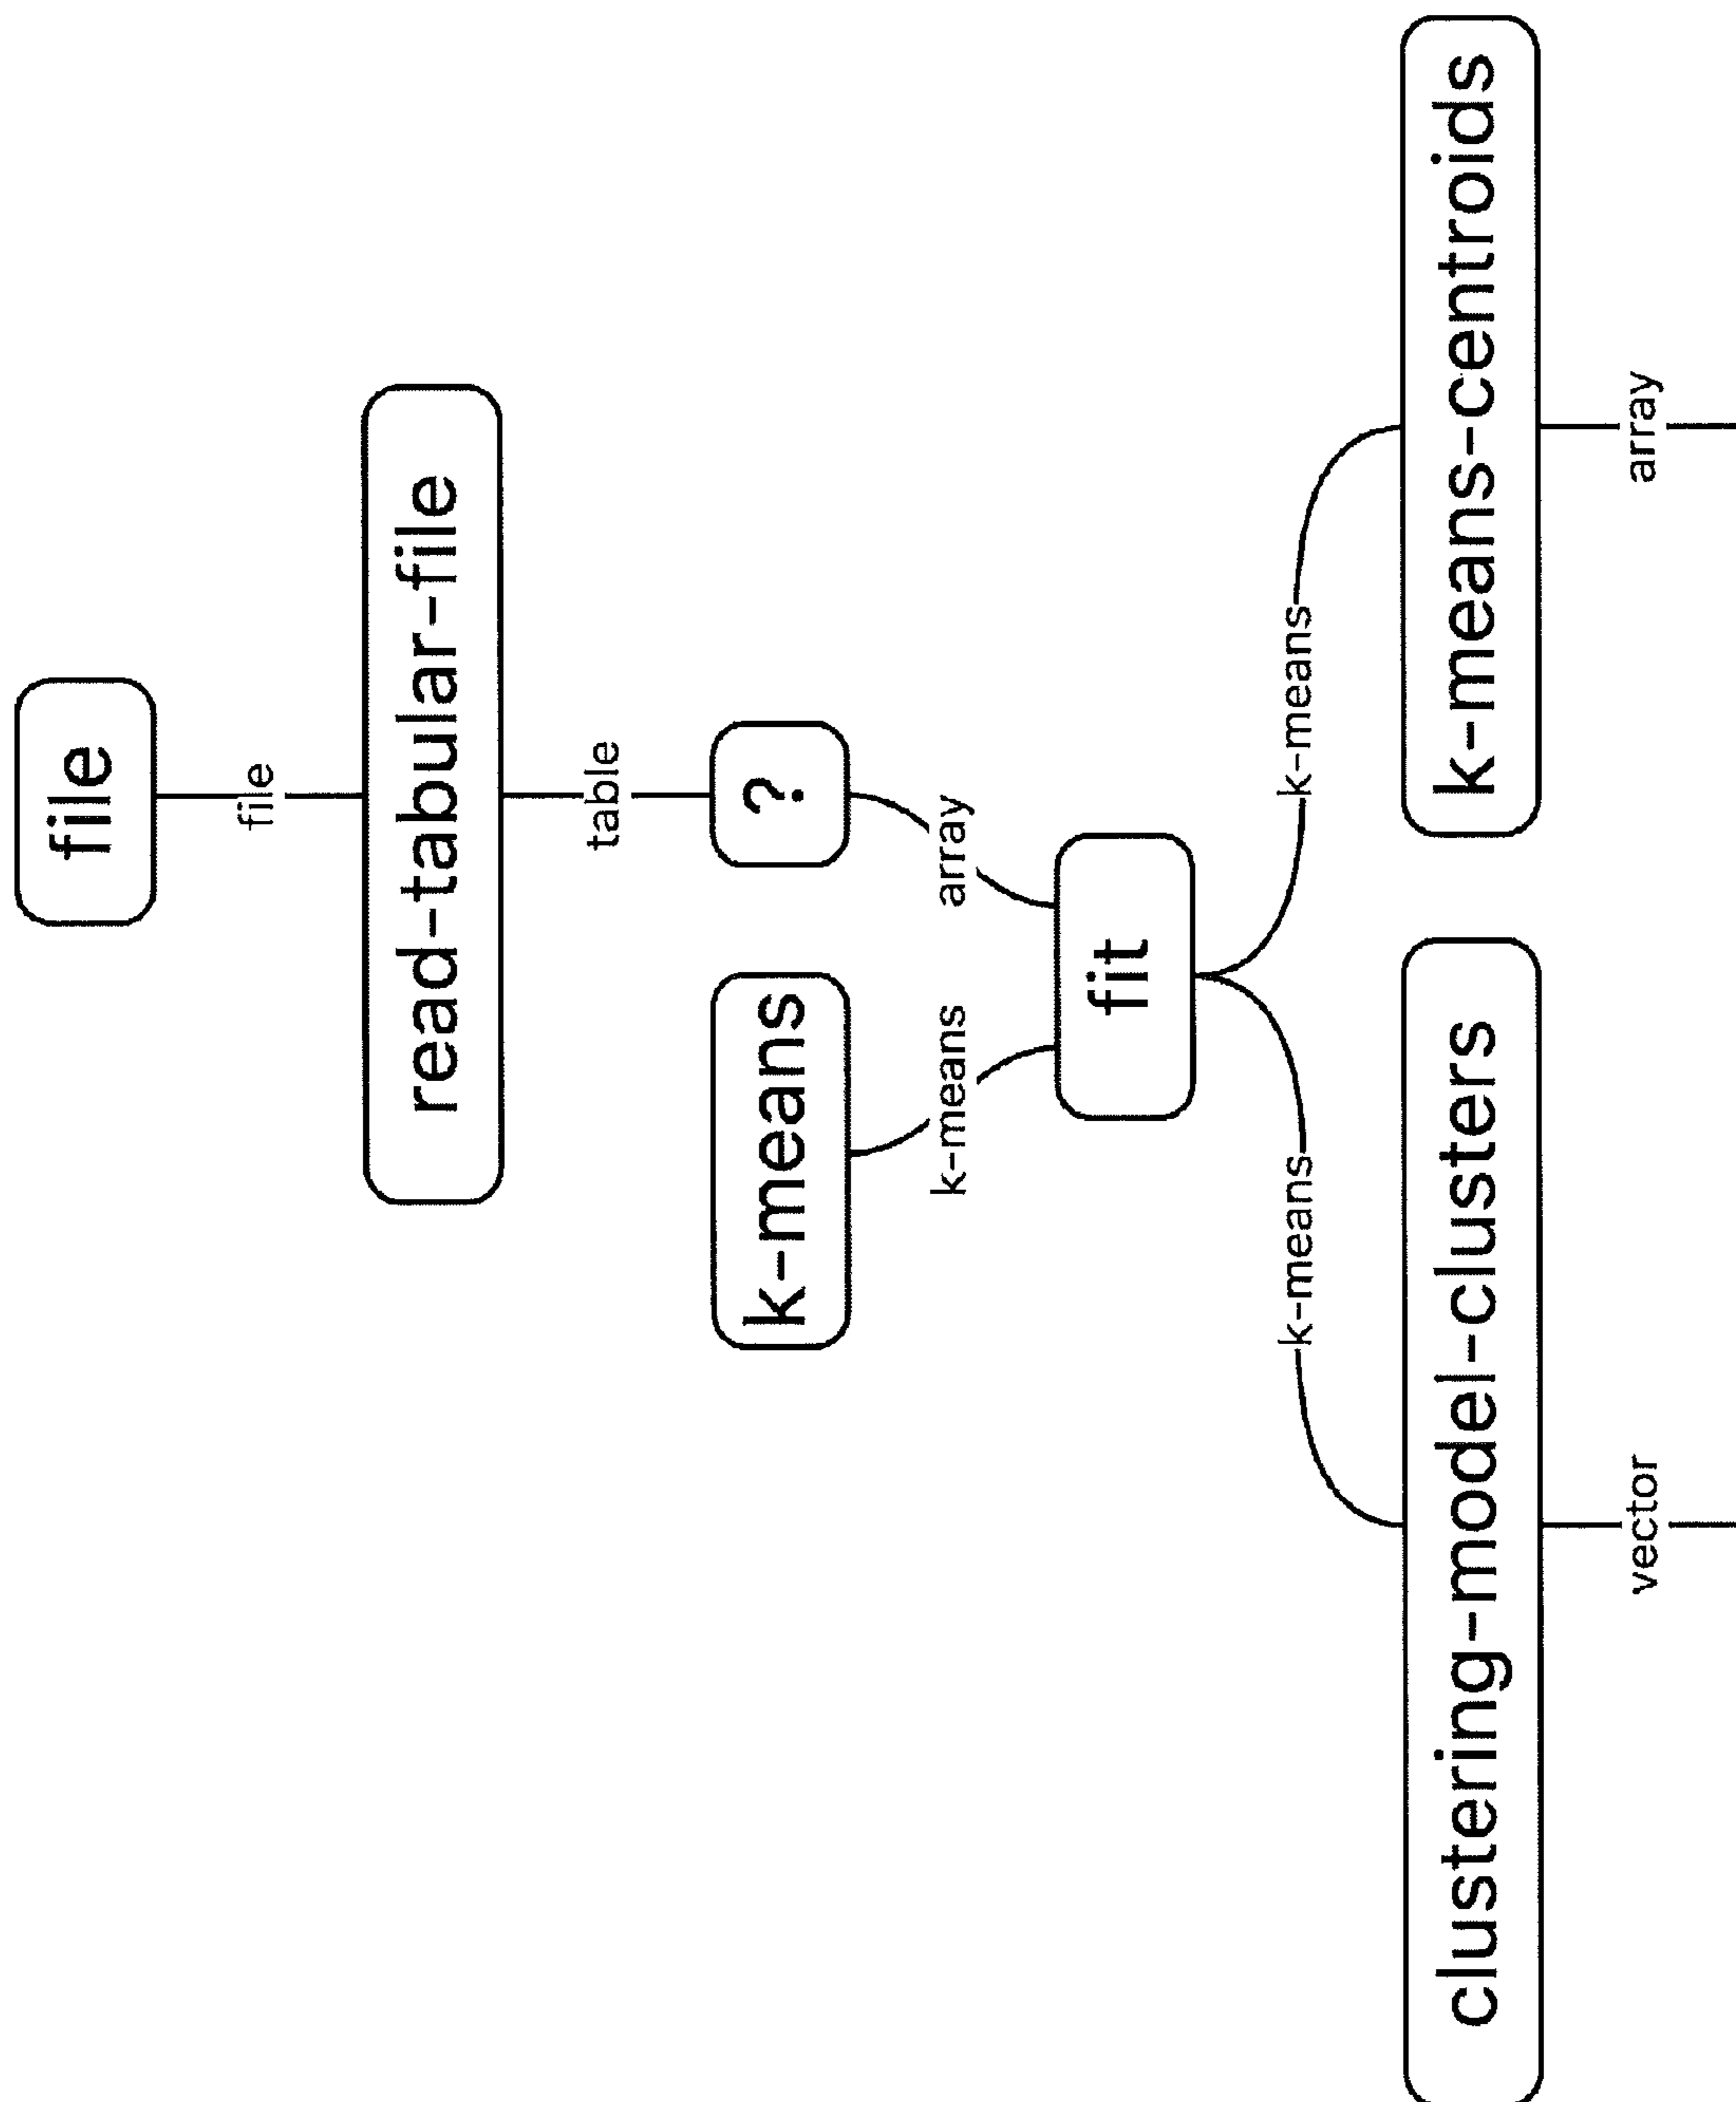 file
file
read-tabular-file
table
k-means
?
k-means
array
fit
k-means
k-means
clustering-model-clusters
k-means-centroids
vector
array